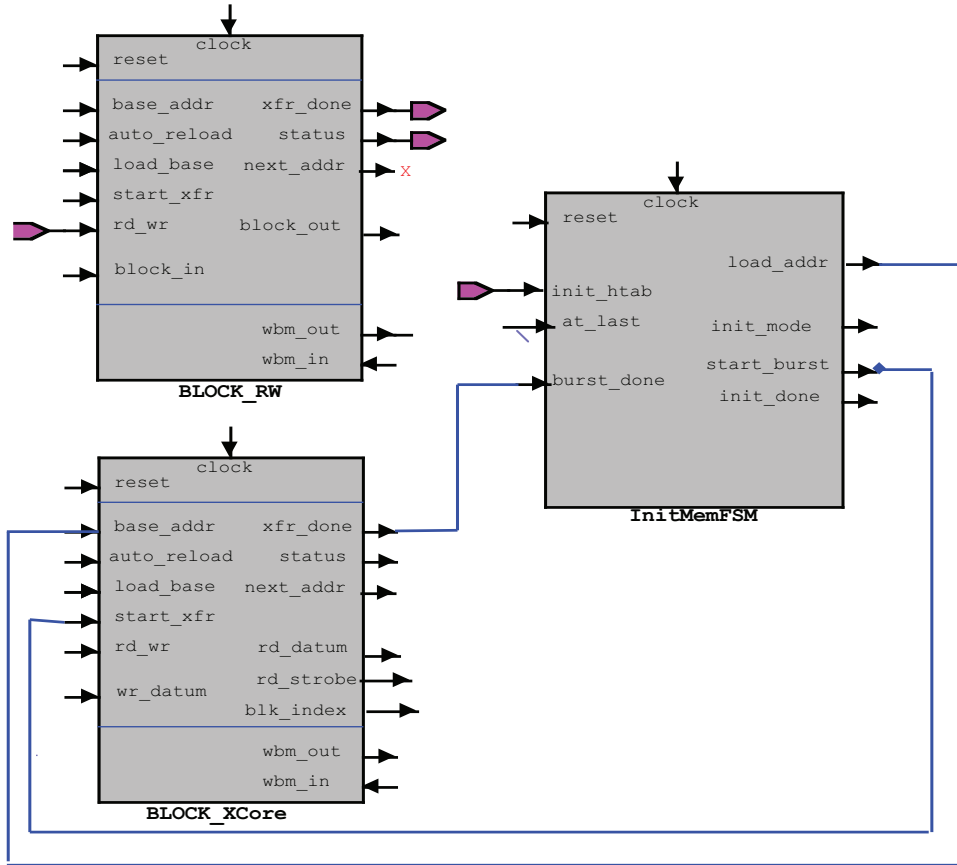 clock
reset
base_addr xfr_done
auto_reload status
load_base next_addr X
start_xfr
rd_wr block_out
block_in
wbm_out
wbm_in
BLOCK_RW
clock
reset
load_addr
init_htab
at_last init_mode
start_burst
burst_done
init_done
InitMemFSM
clock
reset
base_addr xfr_done
auto_reload status
load_base next_addr
start_xfr
rd_wr rd_datum
rd_strobe
wr_datum
blk_index
wbm_out
wbm_in
BLOCK_XCore